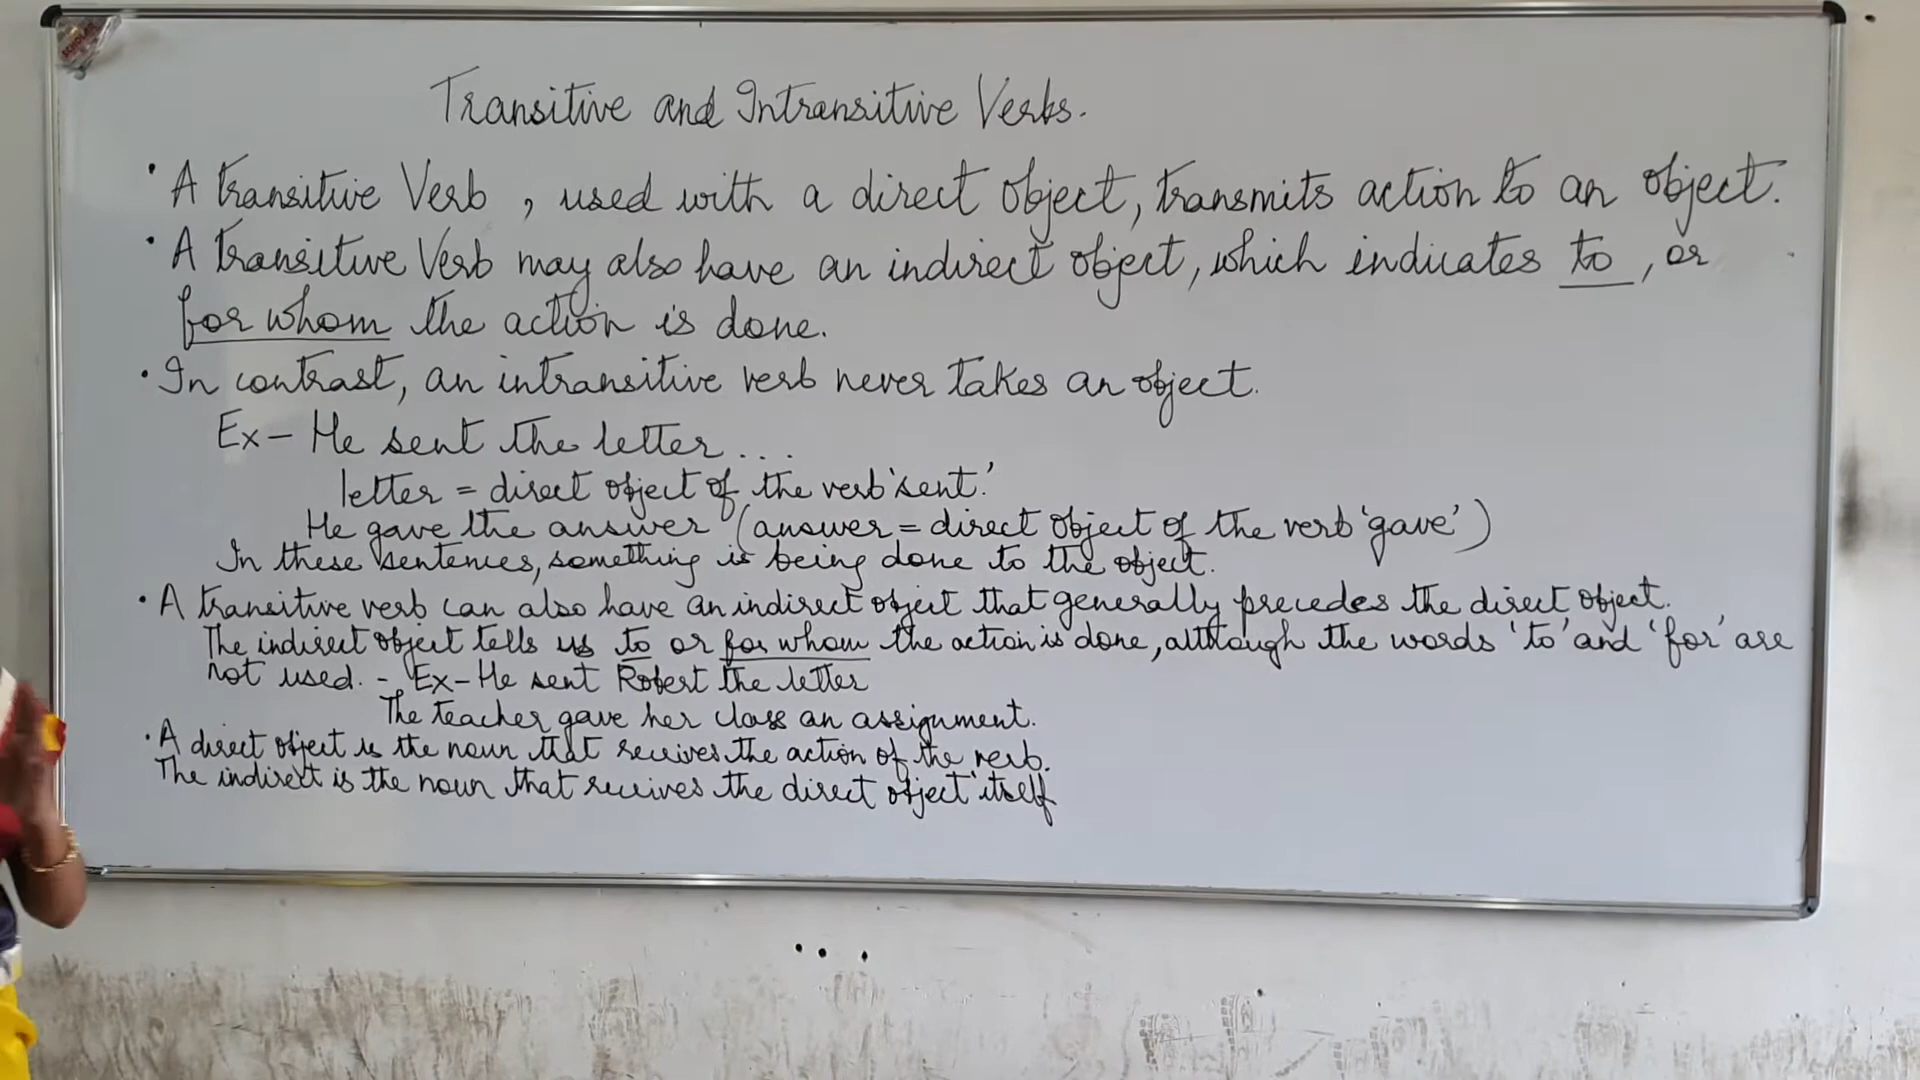 Transitive and Intransitive Verbs.
· A transitive Verb, used with a direct object, transmits action to an object.
· A transitive Verb may also have an indirect object, which indicates to, or
for whom the action is done.
· In contrast, an intransitive verb never takes an object.
Ex - He sent the letter ...
letter = direct object of the verb 'sent.'
He gave the answer (answer = direct object of the verb 'gave')
In these sentences, something is being done to the object.
· A transitive verb can also have an indirect object that generally precedes the direct object.
The indirect object tells us to or for whom the action is done, although the words 'to' and 'for' are
not used. - Ex - He sent Robert the letter
The teacher gave her class an assignment.
· A direct object is the noun that receives the action of the verb.
The indirect is the noun that receives the direct object itself